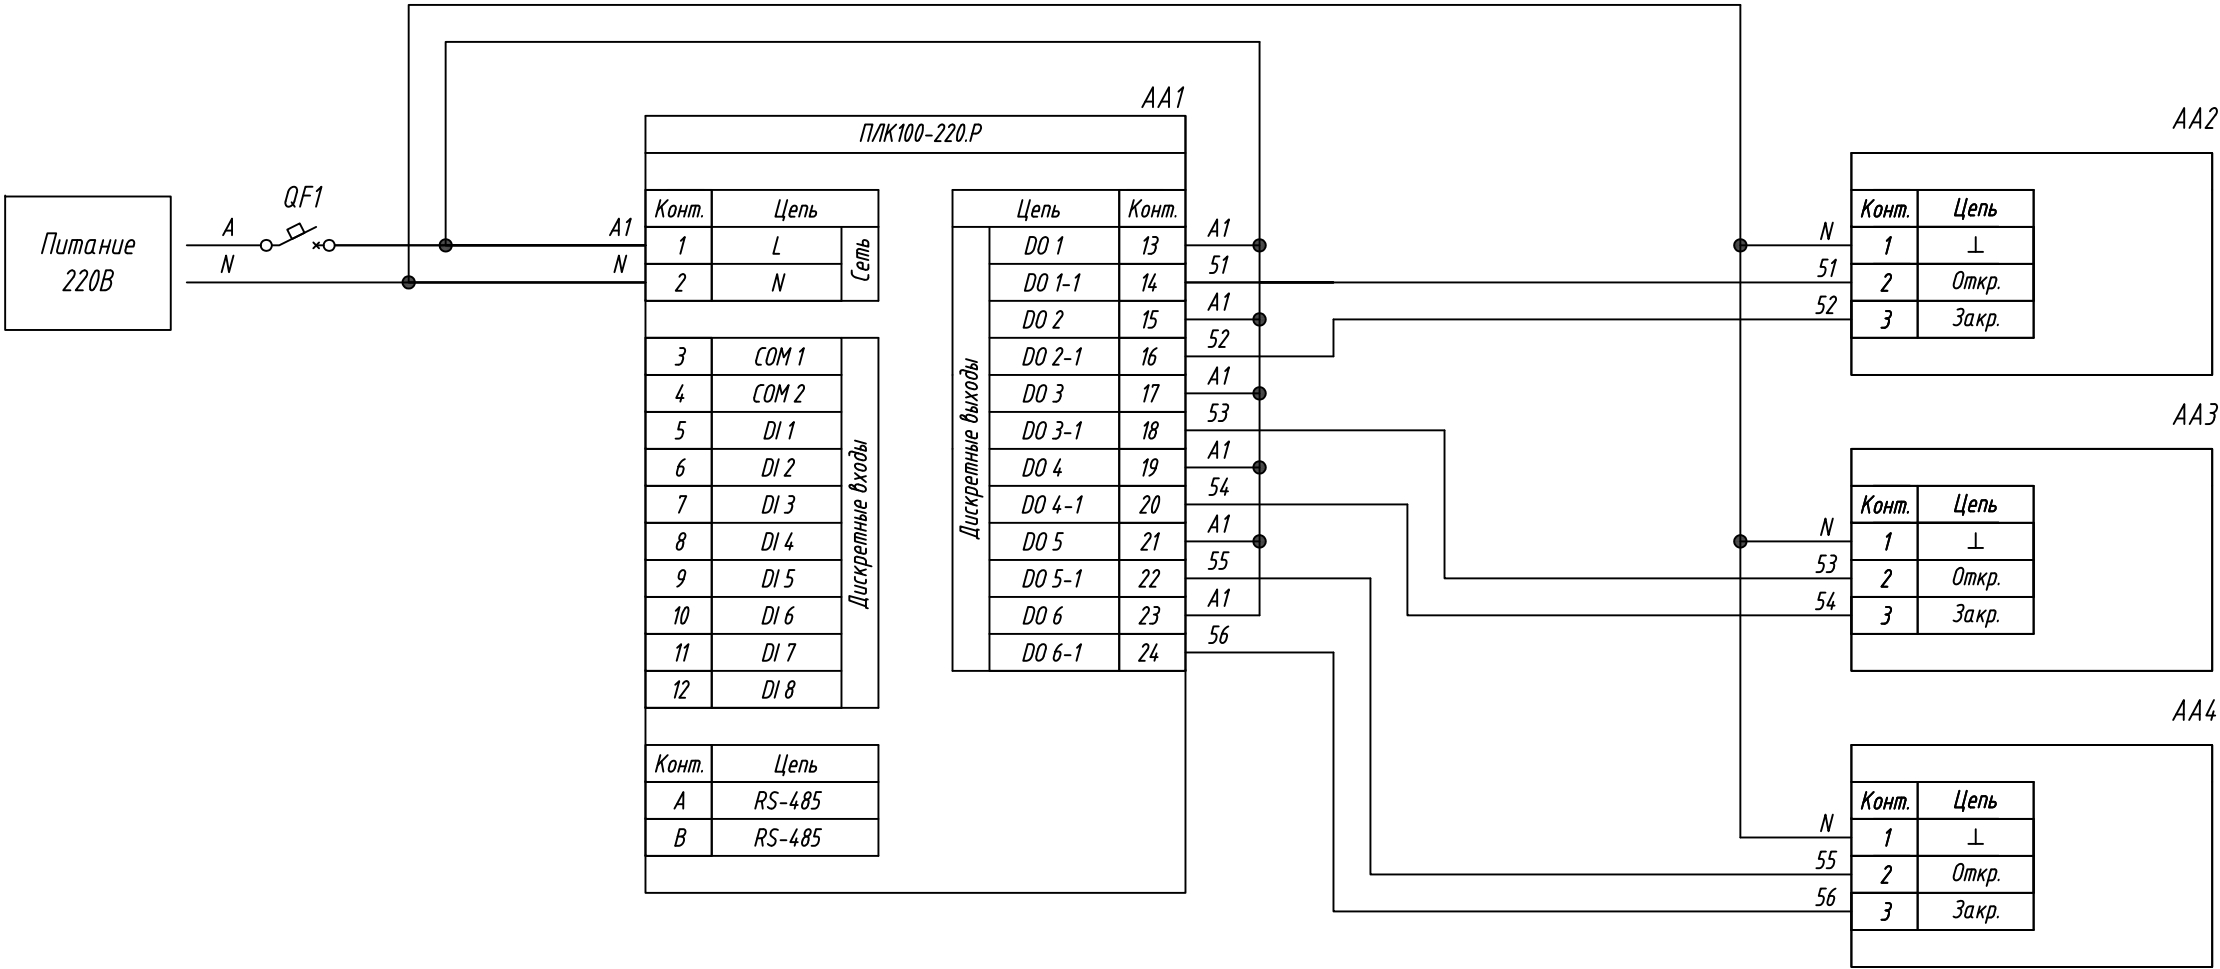 AA1
ПЛК100-220.Р
Питание
220В
A
N
QF1
A1
N
Конт. Цепь
1 L
2 N
Сеть
3 COM 1
4 COM 2
5 DI 1
6 DI 2
7 DI 3
8 DI 4
9 DI 5
10 DI 6
11 DI 7
12 DI 8
Дискретные входы
Конт. Цепь
A RS-485
B RS-485
Цепь Конт.
DO 1 13 A1
DO 1-1 14 51
DO 2 15 A1
DO 2-1 16 52
DO 3 17 A1
DO 3-1 18 53
DO 4 19 A1
DO 4-1 20 54
DO 5 21 A1
DO 5-1 22 55
DO 6 23 A1
DO 6-1 24 56
Дискретные выходы
AA2
Конт. Цепь
N 1 ⊥
51 2 Откр.
52 3 Закр.
AA3
Конт. Цепь
N 1 ⊥
53 2 Откр.
54 3 Закр.
AA4
Конт. Цепь
N 1 ⊥
55 2 Откр.
56 3 Закр.